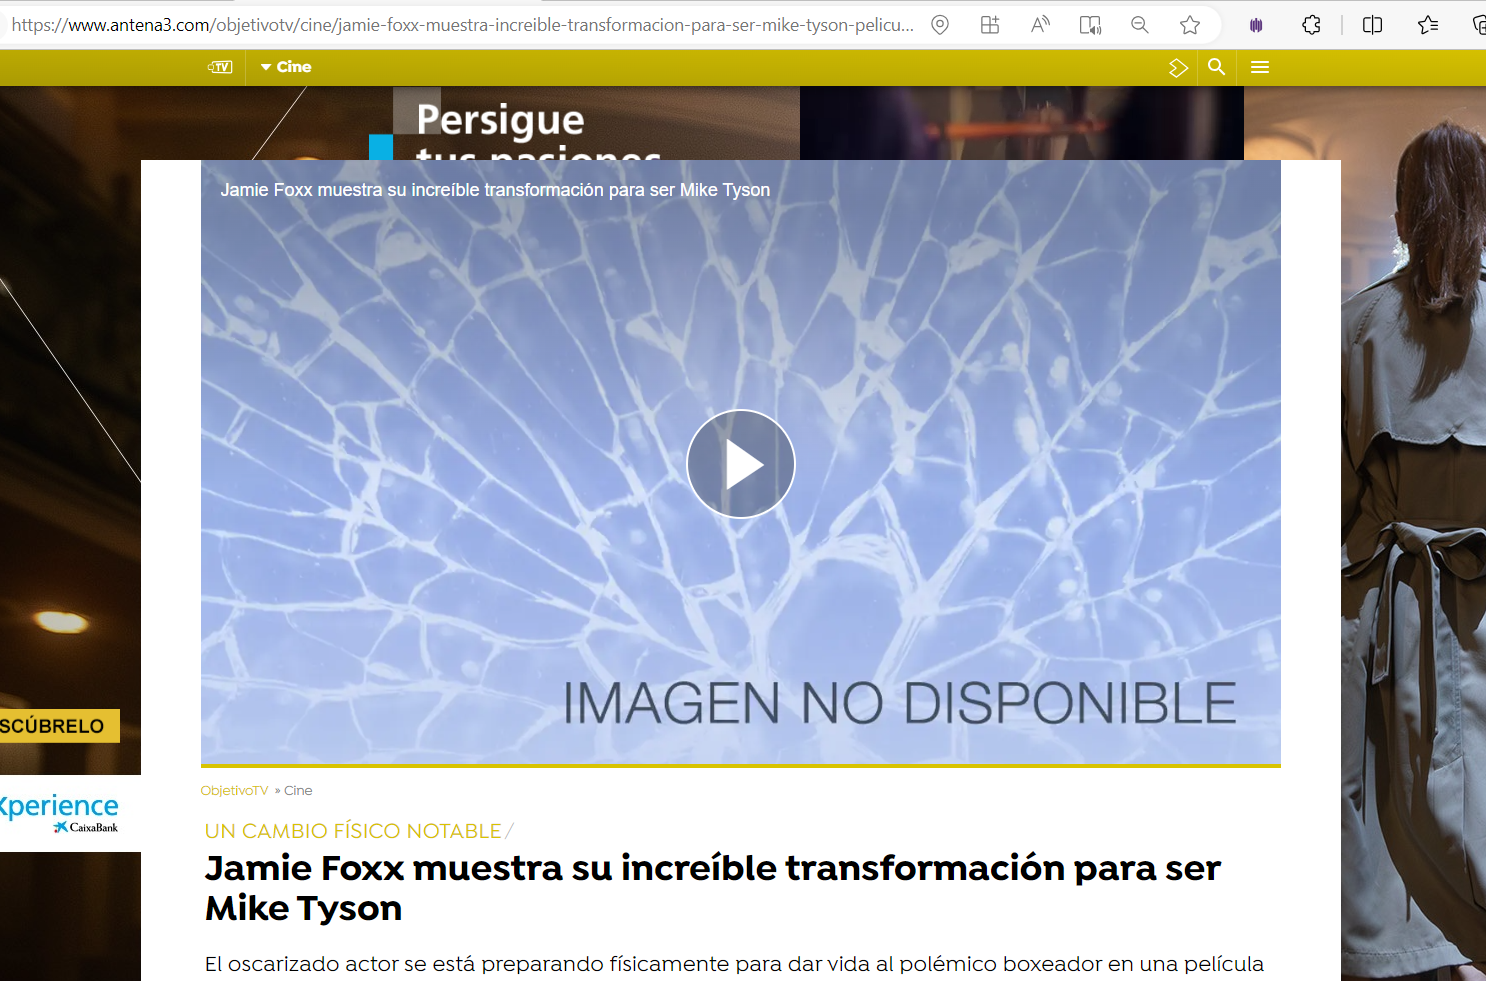 https://www.antena3.com/objetivotv/cine/jamie-foxx-muestra-increible-transformacion-para-ser-mike-tyson-pelicu...
TV
Cine
Persigue
tus pasiones
Jamie Foxx muestra su increíble transformación para ser Mike Tyson
IMAGEN NO DISPONIBLE
SCÚBRELO
Xperience
CaixaBank
ObjetivoTV » Cine
UN CAMBIO FÍSICO NOTABLE /
Jamie Foxx muestra su increíble transformación para ser
Mike Tyson
El oscarizado actor se está preparando físicamente para dar vida al polémico boxeador en una película